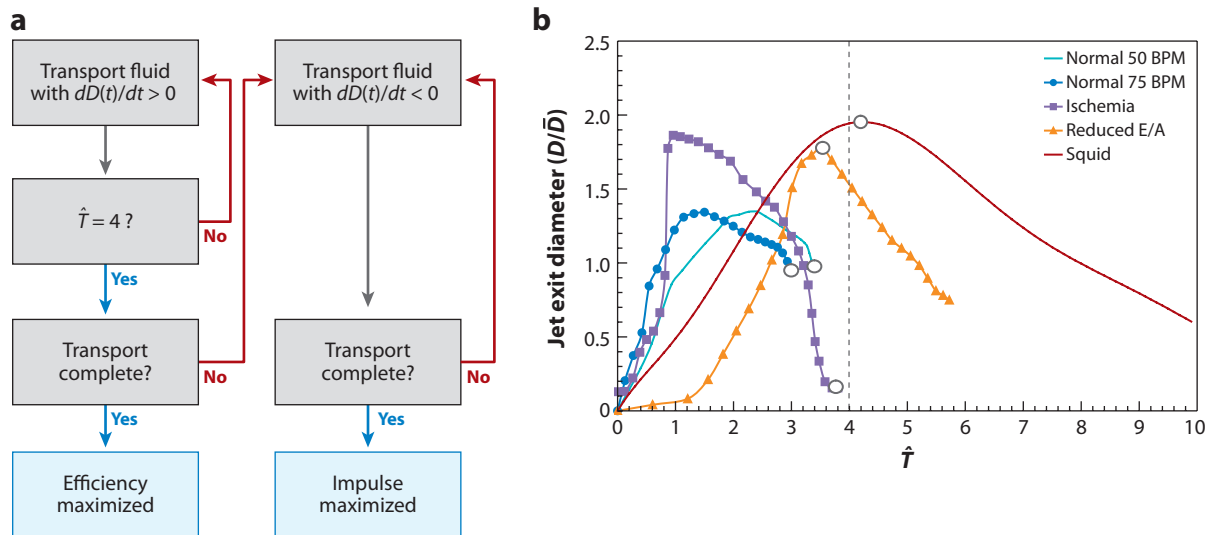 a
Transport fluid
with dD(t)/dt > 0
T̂ = 4 ?
No
Yes
Transport
complete?
No
Yes
Efficiency
maximized
Transport fluid
with dD(t)/dt < 0
Transport
complete?
No
Yes
Impulse
maximized
b
Jet exit diameter (D/D̄)
2.5
2.0
1.5
1.0
0.5
0
Normal 50 BPM
Normal 75 BPM
Ischemia
Reduced E/A
Squid
0 1 2 3 4 5 6 7 8 9 10
T̂